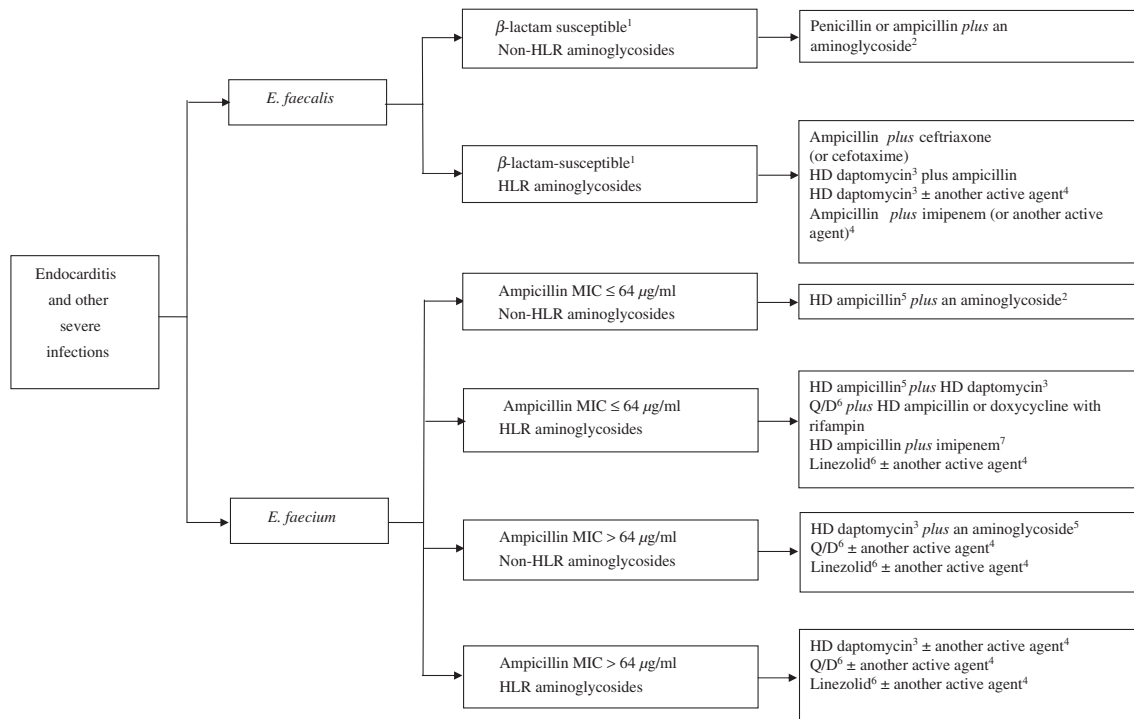 Endocarditis
and other
severe
infections
E. faecalis
β-lactam susceptible¹
Non-HLR aminoglycosides
Penicillin or ampicillin plus an
aminoglycoside²
β-lactam-susceptible¹
HLR aminoglycosides
Ampicillin plus ceftriaxone
(or cefotaxime)
HD daptomycin³ plus ampicillin
HD daptomycin³ ± another active agent⁴
Ampicillin plus imipenem (or another active
agent)⁴
E. faecium
Ampicillin MIC ≤ 64 µg/ml
Non-HLR aminoglycosides
HD ampicillin⁵ plus an aminoglycoside²
Ampicillin MIC ≤ 64 µg/ml
HLR aminoglycosides
HD ampicillin⁵ plus HD daptomycin³
Q/D⁶ plus HD ampicillin or doxycycline with
rifampin
HD ampicillin plus imipenem⁷
Linezolid⁶ ± another active agent⁴
Ampicillin MIC > 64 µg/ml
Non-HLR aminoglycosides
HD daptomycin³ plus an aminoglycoside⁵
Q/D⁶ ± another active agent⁴
Linezolid⁶ ± another active agent⁴
Ampicillin MIC > 64 µg/ml
HLR aminoglycosides
HD daptomycin³ ± another active agent⁴
Q/D⁶ ± another active agent⁴
Linezolid⁶ ± another active agent⁴